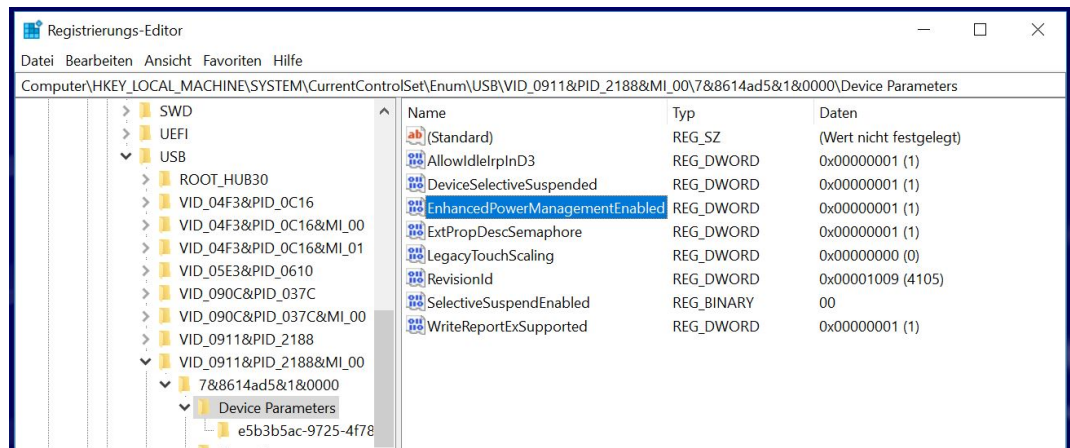 Registrierungs-Editor
Datei Bearbeiten Ansicht Favoriten Hilfe
Computer\HKEY_LOCAL_MACHINE\SYSTEM\CurrentControlSet\Enum\USB\VID_0911&PID_2188&MI_00\7&8614ad5&1&0000\Device Parameters
SWD
UEFI
USB
ROOT_HUB30
VID_04F3&PID_0C16
VID_04F3&PID_0C16&MI_00
VID_04F3&PID_0C16&MI_01
VID_05E3&PID_0610
VID_090C&PID_037C
VID_090C&PID_037C&MI_00
VID_0911&PID_2188
VID_0911&PID_2188&MI_00
7&8614ad5&1&0000
Device Parameters
e5b3b5ac-9725-4f78
Name Typ Daten
(Standard) REG_SZ (Wert nicht festgelegt)
AllowIdleIrpInD3 REG_DWORD 0x00000001 (1)
DeviceSelectiveSuspended REG_DWORD 0x00000001 (1)
EnhancedPowerManagementEnabled REG_DWORD 0x00000001 (1)
ExtPropDescSemaphore REG_DWORD 0x00000001 (1)
LegacyTouchScaling REG_DWORD 0x00000000 (0)
RevisionId REG_DWORD 0x00001009 (4105)
SelectiveSuspendEnabled REG_BINARY 00
WriteReportExSupported REG_DWORD 0x00000001 (1)